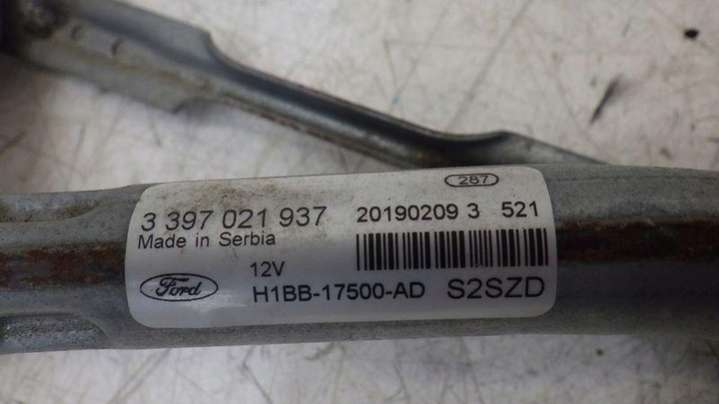 287
3 397 021 937 20190209 3 521
Made in Serbia
12V
Ford H1BB-17500-AD S2SZD